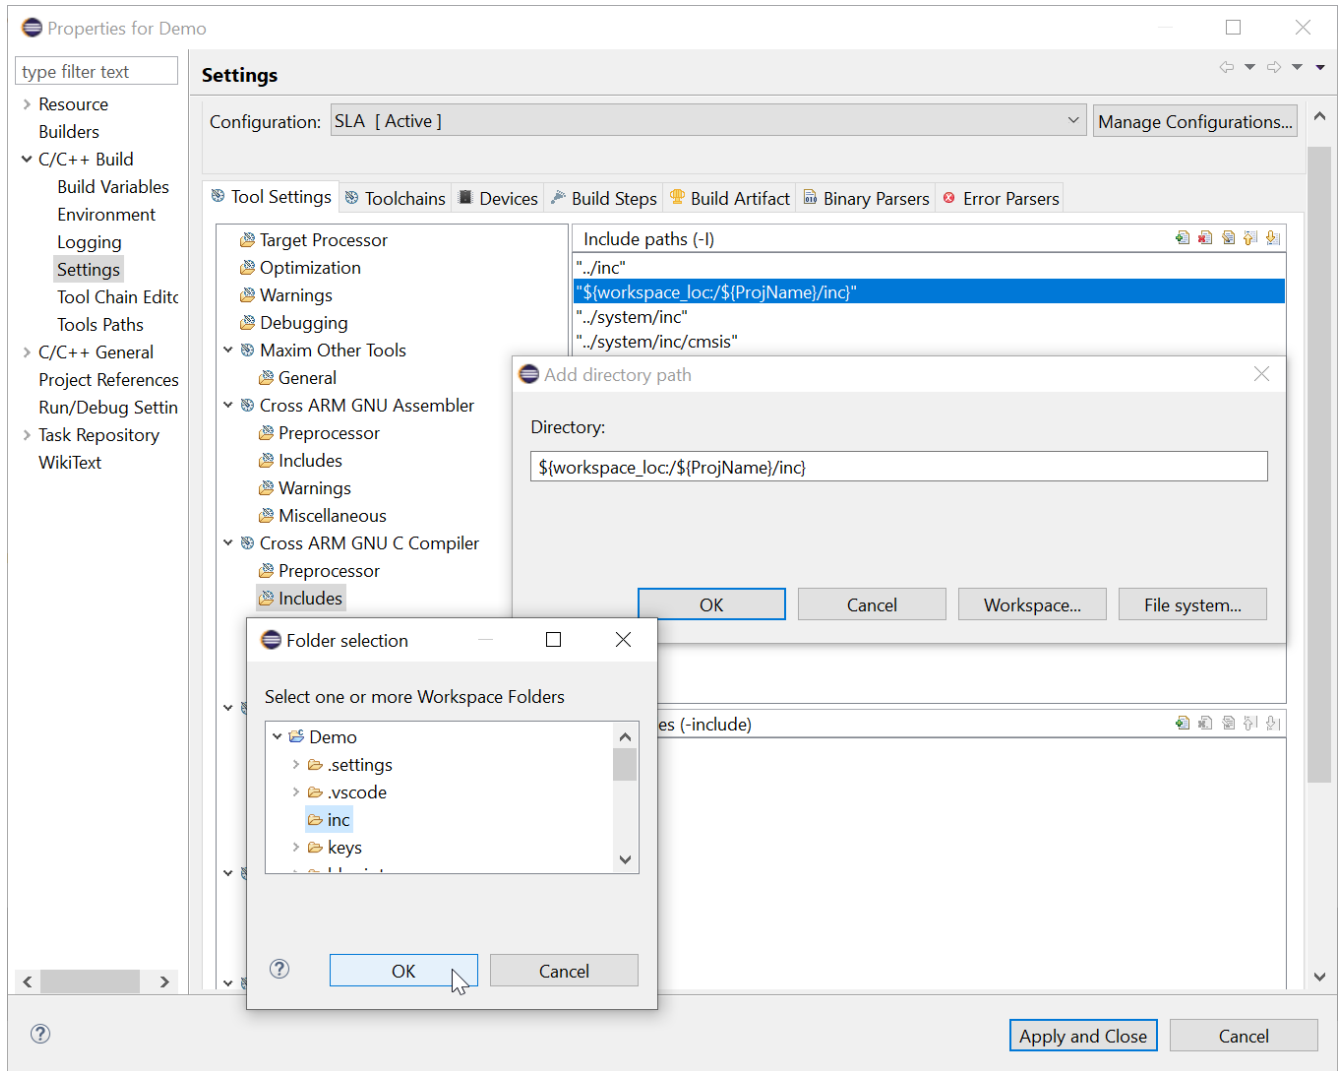 Properties for Demo
type filter text
Resource
Builders
C/C++ Build
Build Variables
Environment
Logging
Settings
Tool Chain Edito
Tools Paths
C/C++ General
Project References
Run/Debug Settin
Task Repository
WikiText
Settings
Configuration: SLA [ Active ] Manage Configurations...
Tool Settings Toolchains Devices Build Steps Build Artifact Binary Parsers Error Parsers
Target Processor
Optimization
Warnings
Debugging
Maxim Other Tools
General
Cross ARM GNU Assembler
Preprocessor
Includes
Warnings
Miscellaneous
Cross ARM GNU C Compiler
Preprocessor
Includes
Include paths (-I)
"../inc"
"${workspace_loc:/${ProjName}/inc}"
"../system/inc"
"../system/inc/cmsis"
Add directory path
Directory:
${workspace_loc:/${ProjName}/inc}
OK Cancel Workspace... File system...
es (-include)
Folder selection
Select one or more Workspace Folders
Demo
.settings
.vscode
inc
keys
OK Cancel
Apply and Close Cancel